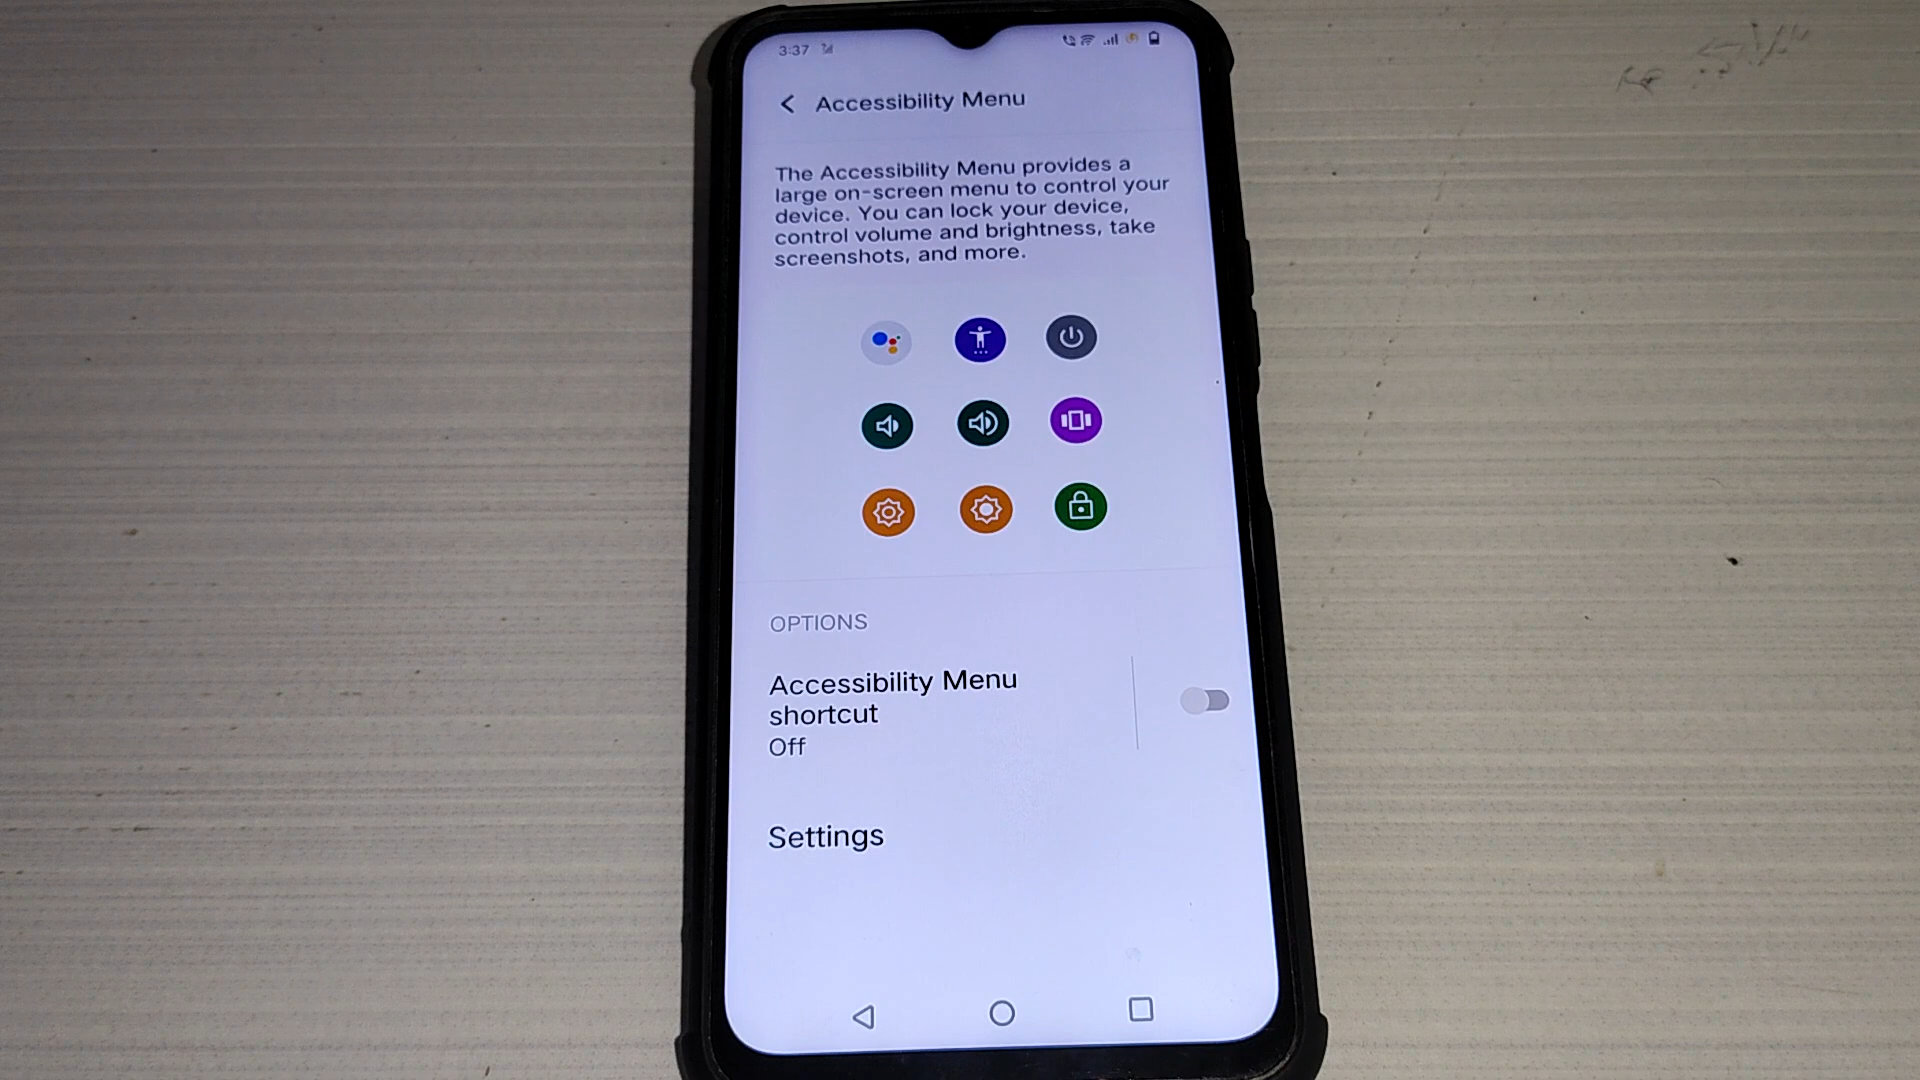 3:37
Accessibility Menu
The Accessibility Menu provides a
large on-screen menu to control your
device. You can lock your device,
control volume and brightness, take
screenshots, and more.
OPTIONS
Accessibility Menu
shortcut
Off
Settings